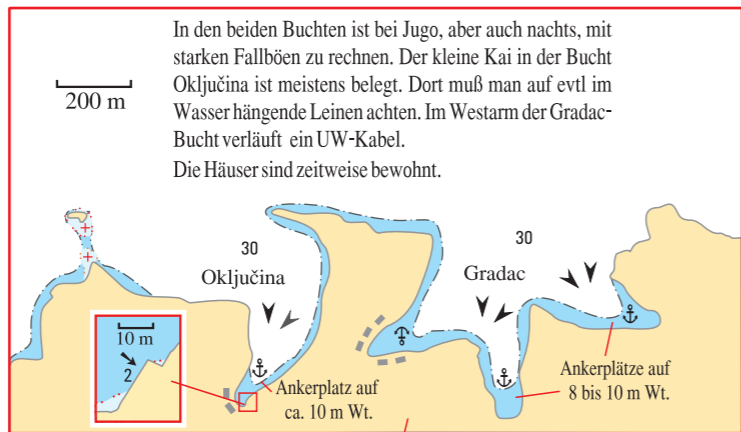 In den beiden Buchten ist bei Jugo, aber auch nachts, mit
starken Fallböen zu rechnen. Der kleine Kai in der Bucht
Oključina ist meistens belegt. Dort muß man auf evtl im
Wasser hängende Leinen achten. Im Westarm der Gradac-
Bucht verläuft ein UW-Kabel.
Die Häuser sind zeitweise bewohnt.
200 m
30
Oključina
30
Gradac
10 m
2
Ankerplatz auf
ca. 10 m Wt.
Ankerplätze auf
8 bis 10 m Wt.